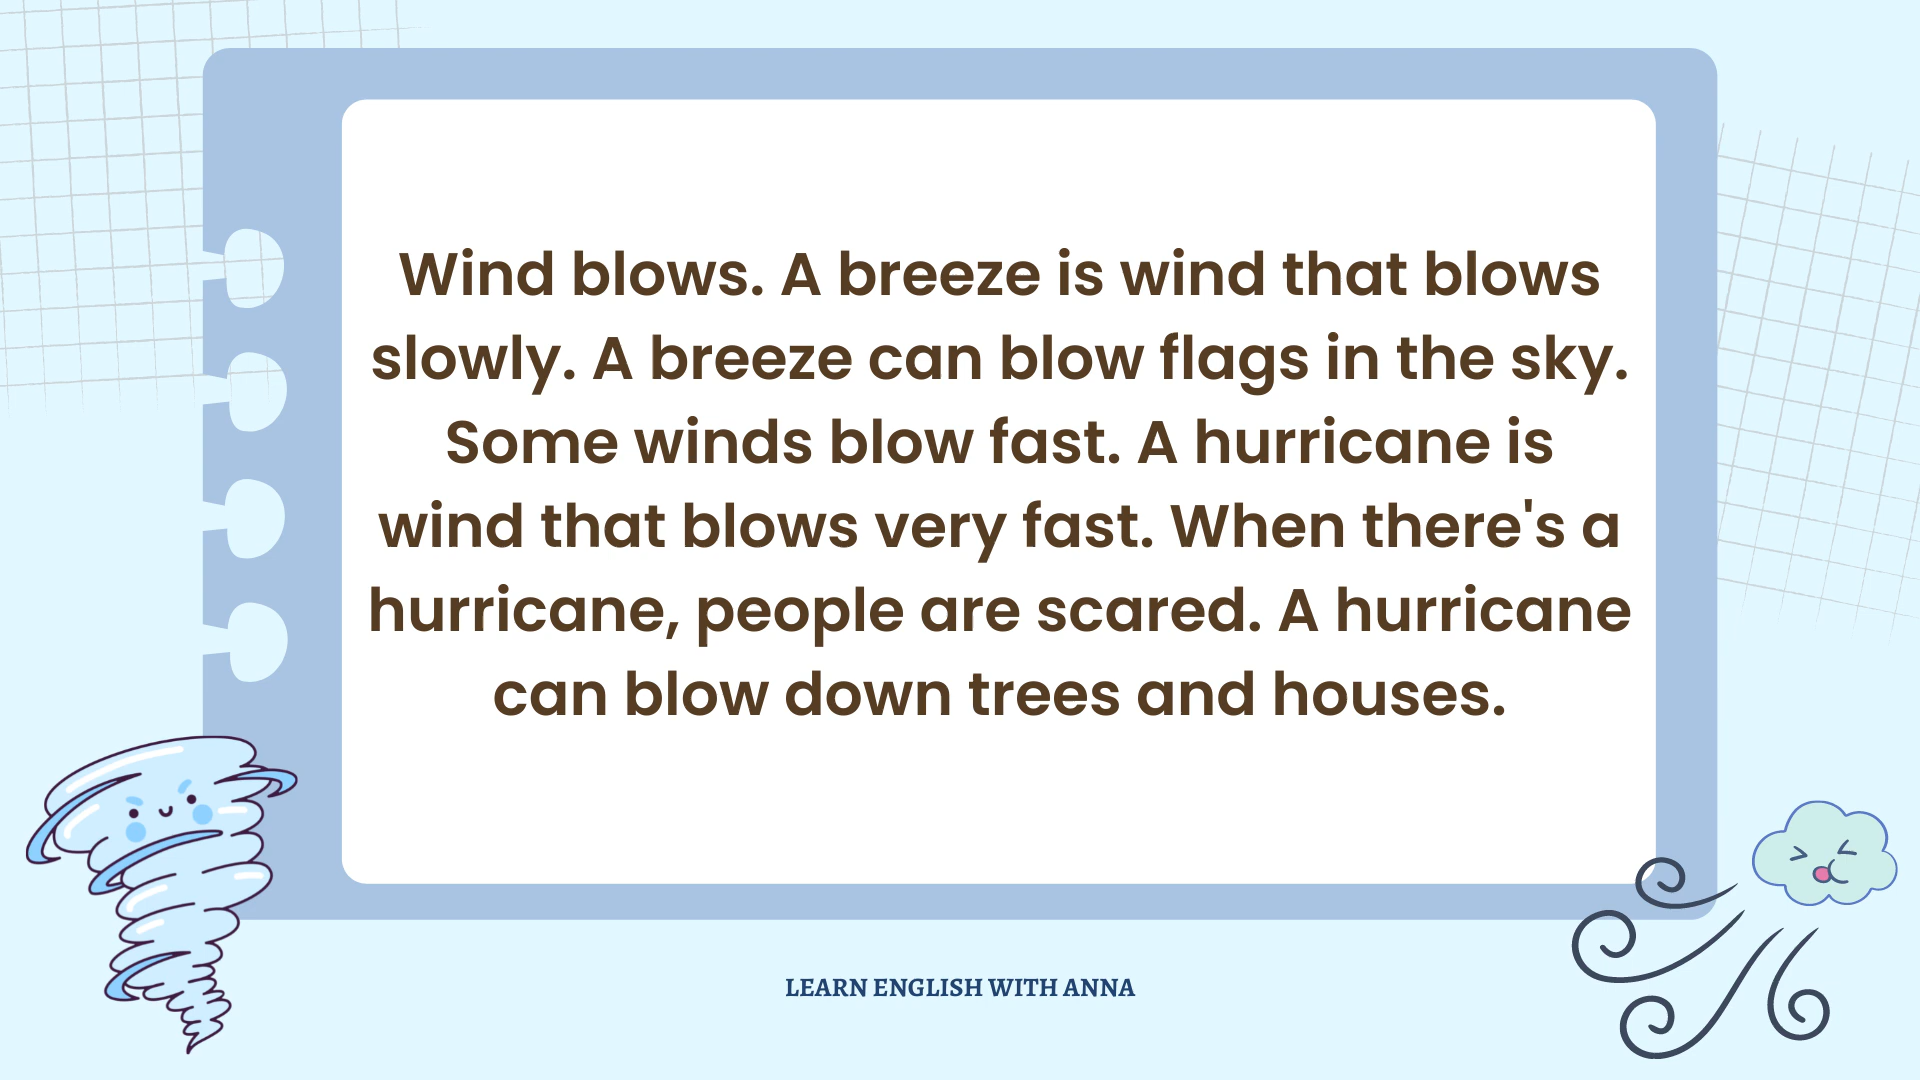 Wind blows. A breeze is wind that blows
slowly. A breeze can blow flags in the sky.
Some winds blow fast. A hurricane is
wind that blows very fast. When there's a
hurricane, people are scared. A hurricane
can blow down trees and houses.
LEARN ENGLISH WITH ANNA